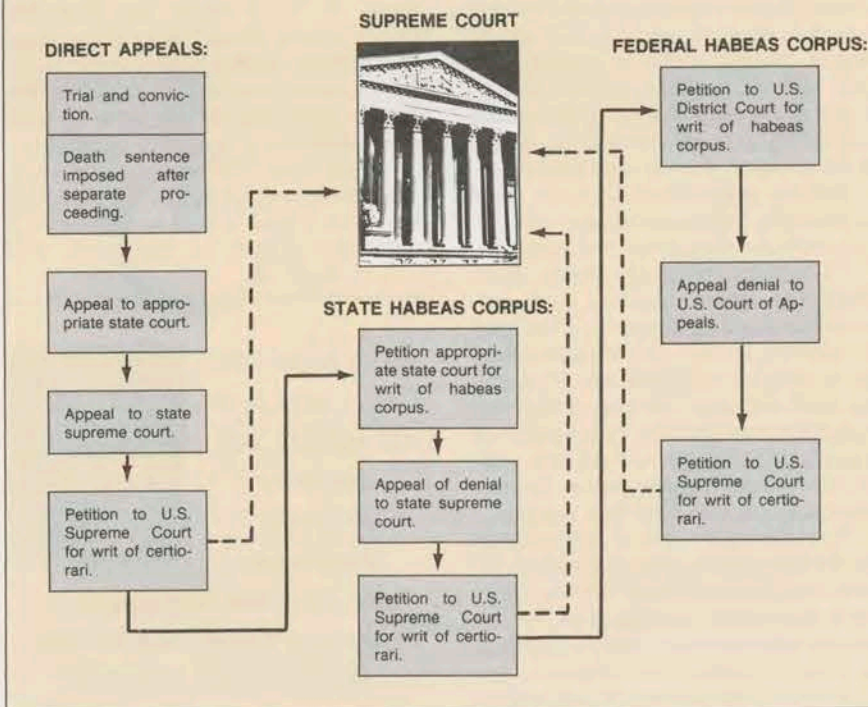 SUPREME COURT
DIRECT APPEALS:
Trial and convic-
tion.
Death sentence
imposed after
separate pro-
ceeding.
Appeal to appro-
priate state court.
Appeal to state
supreme court.
Petition to U.S.
Supreme Court
for writ of certio-
rari.
STATE HABEAS CORPUS:
Petition appropri-
ate state court for
writ of habeas
corpus.
Appeal of denial
to state supreme
court.
Petition to U.S.
Supreme Court
for writ of certio-
rari.
FEDERAL HABEAS CORPUS:
Petition to U.S.
District Court for
writ of habeas
corpus.
Appeal denial to
U.S. Court of Ap-
peals.
Petition to U.S.
Supreme Court
for writ of certio-
rari.